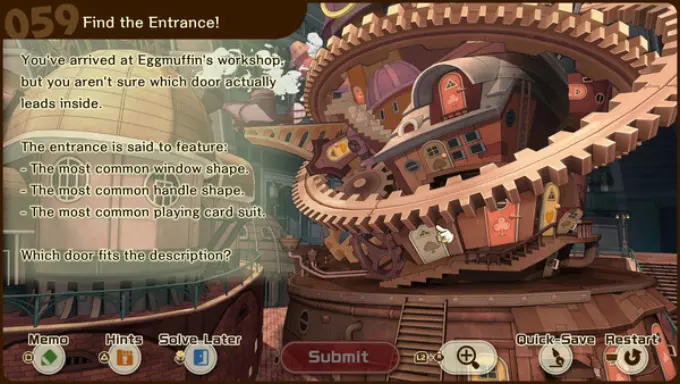 059 Find the Entrance!
You've arrived at Eggmuffin's workshop,
but you aren't sure which door actually
leads inside.
The entrance is said to feature:
- The most common window shape.
- The most common handle shape.
- The most common playing card suit.
Which door fits the description?
Memo Hints Solve Later Submit L2 Quick-Save Restart